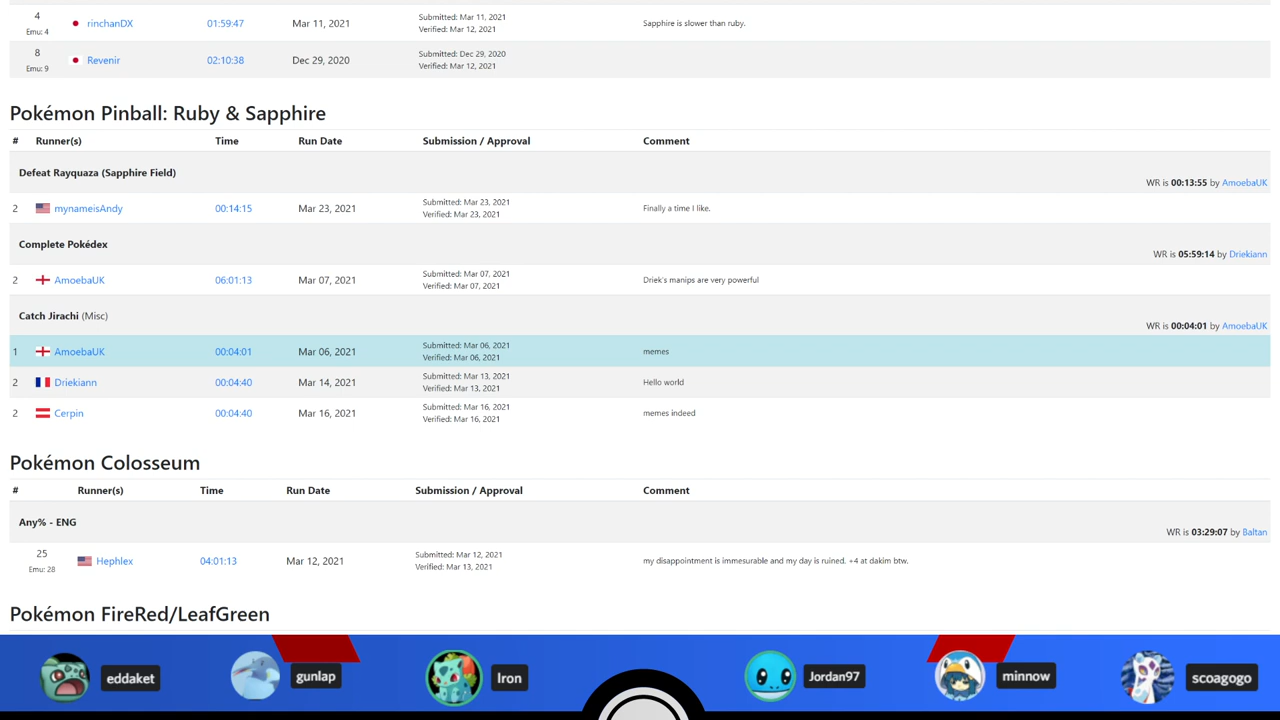 4 rinchanDX 01:59:47 Mar 11, 2021 Submitted: Mar 11, 2021 Sapphire is slower than ruby.
Emu: 4 Verified: Mar 12, 2021
8 Revenir 02:10:38 Dec 29, 2020 Submitted: Dec 29, 2020
Emu: 9 Verified: Mar 12, 2021
Pokémon Pinball: Ruby & Sapphire
# Runner(s) Time Run Date Submission / Approval Comment
Defeat Rayquaza (Sapphire Field)
WR is 00:13:55 by AmoebaUK
2 mynameisAndy 00:14:15 Mar 23, 2021 Submitted: Mar 23, 2021 Finally a time I like.
Verified: Mar 23, 2021
Complete Pokédex
WR is 05:59:14 by Driekiann
2 AmoebaUK 06:01:13 Mar 07, 2021 Submitted: Mar 07, 2021 Driek's manips are very powerful
Verified: Mar 07, 2021
Catch Jirachi (Misc)
WR is 00:04:01 by AmoebaUK
1 AmoebaUK 00:04:01 Mar 06, 2021 Submitted: Mar 06, 2021 memes
Verified: Mar 06, 2021
2 Driekiann 00:04:40 Mar 14, 2021 Submitted: Mar 13, 2021 Hello world
Verified: Mar 13, 2021
2 Cerpin 00:04:40 Mar 16, 2021 Submitted: Mar 16, 2021 memes indeed
Verified: Mar 16, 2021
Pokémon Colosseum
# Runner(s) Time Run Date Submission / Approval Comment
Any% - ENG
WR is 03:29:07 by Baltan
25 Hephlex 04:01:13 Mar 12, 2021 Submitted: Mar 12, 2021 my disappointment is immesurable and my day is ruined. +4 at dakim btw.
Emu: 28 Verified: Mar 13, 2021
Pokémon FireRed/LeafGreen
eddaket gunlap Iron Jordan97 minnow scoagogo